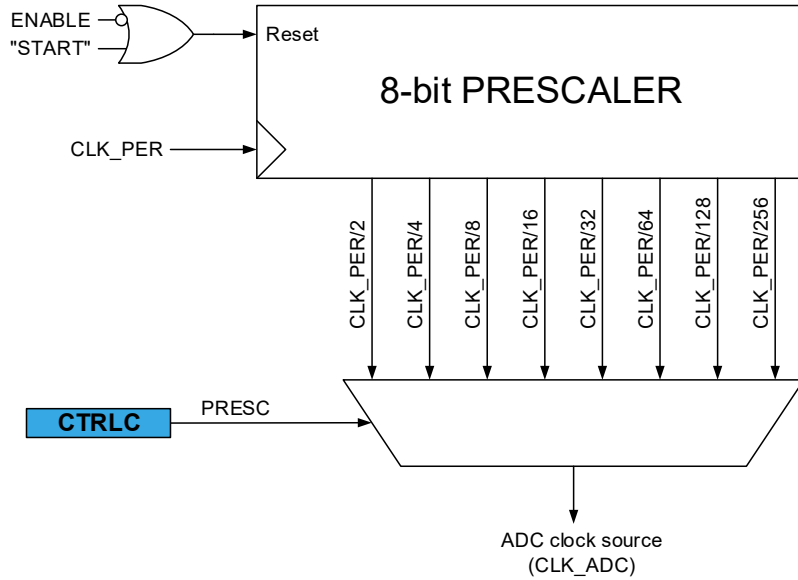 ENABLE
"START"
Reset
8-bit PRESCALER
CLK_PER
CLK_PER/2
CLK_PER/4
CLK_PER/8
CLK_PER/16
CLK_PER/32
CLK_PER/64
CLK_PER/128
CLK_PER/256
CTRLC
PRESC
ADC clock source
(CLK_ADC)